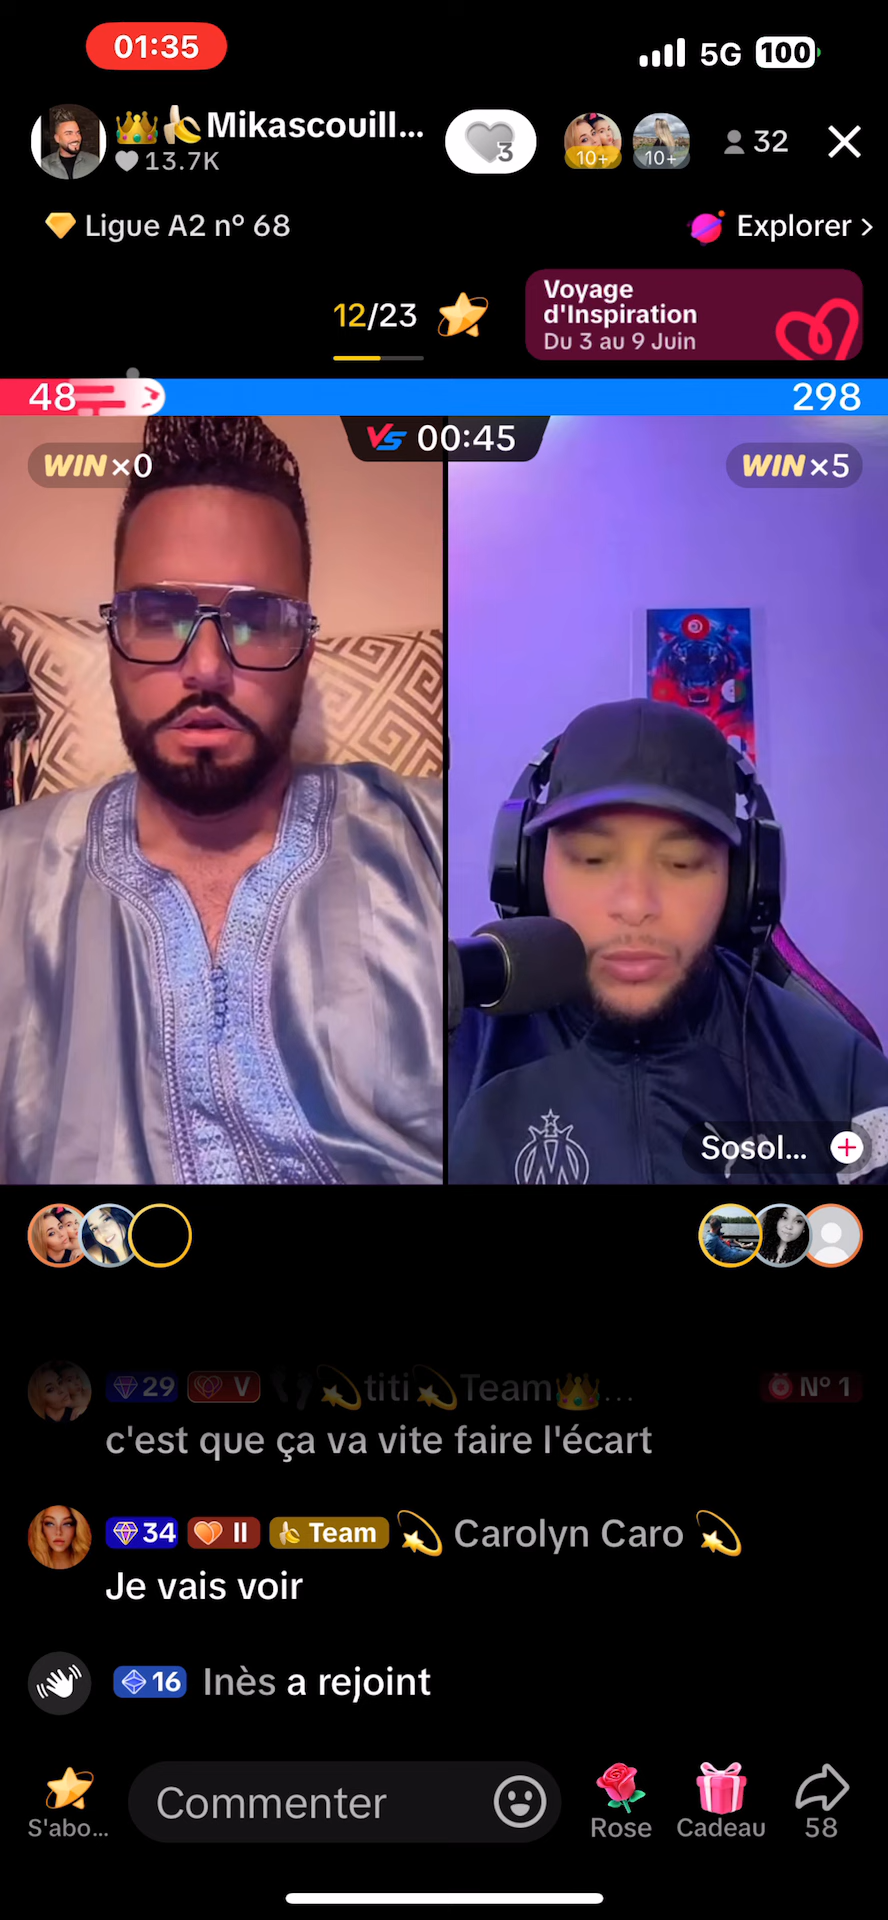 01:35
5G 100
👑🍌Mikascouill...
13.7K
3
10+
10+
32
Ligue A2 n° 68
Explorer >
12/23
Voyage
d'Inspiration
Du 3 au 9 Juin
48
298
VS 00:45
WIN x0
WIN x5
Sosol...
29 V 💫titi💫Team👑... N° 1
c'est que ça va vite faire l'écart
34 II 🍌 Team 💫 Carolyn Caro 💫
Je vais voir
16 Inès a rejoint
Commenter
S'abo...
Rose
Cadeau
58